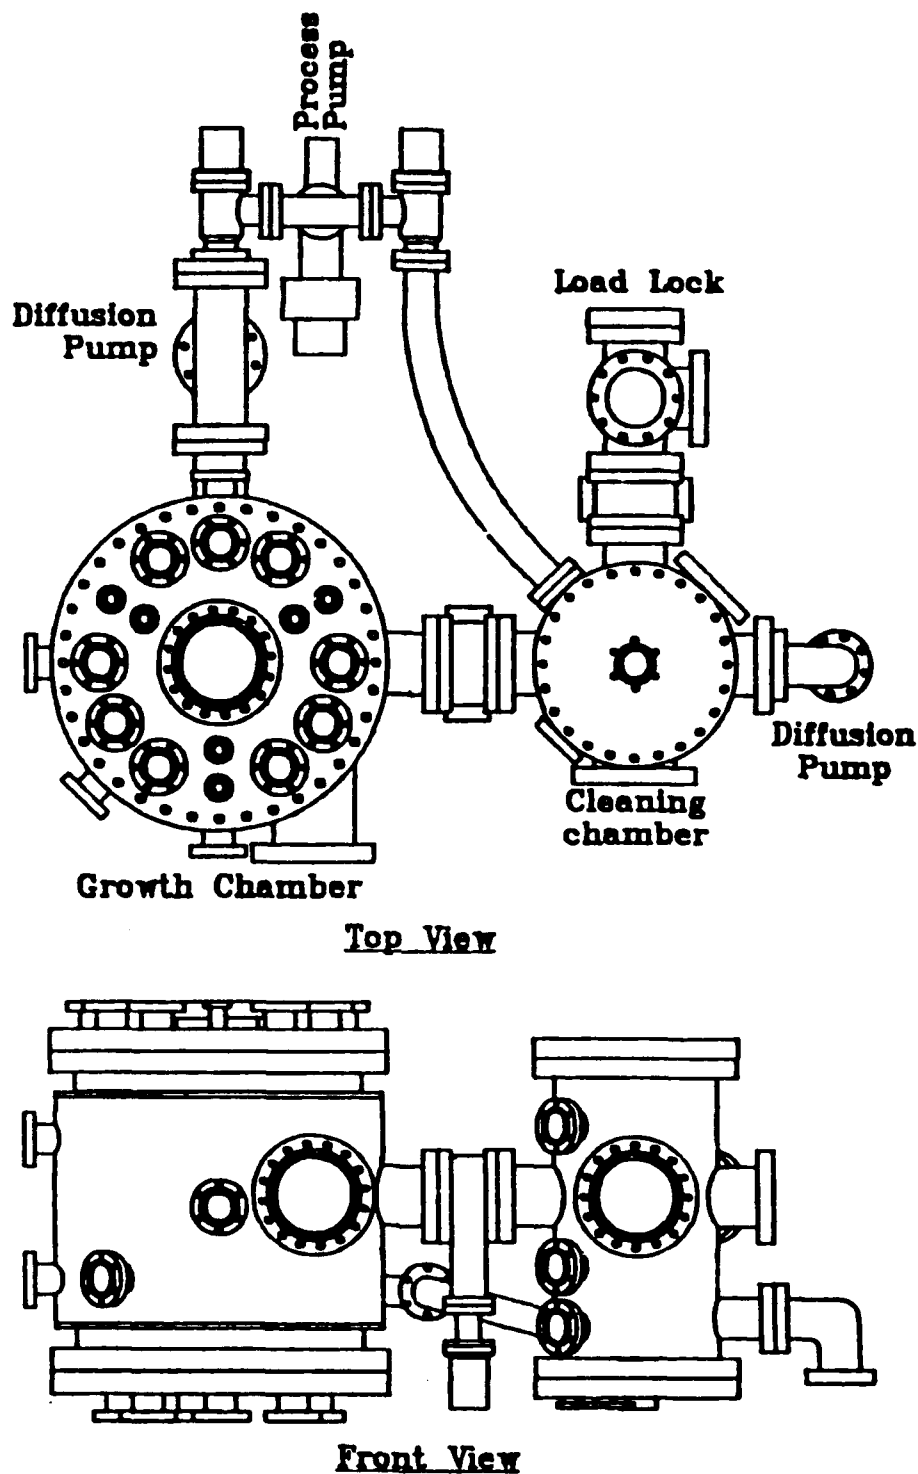 Process
Pump
Load Lock
Diffusion
Pump
Diffusion
Pump
Cleaning
chamber
Growth Chamber
Top View
Front View